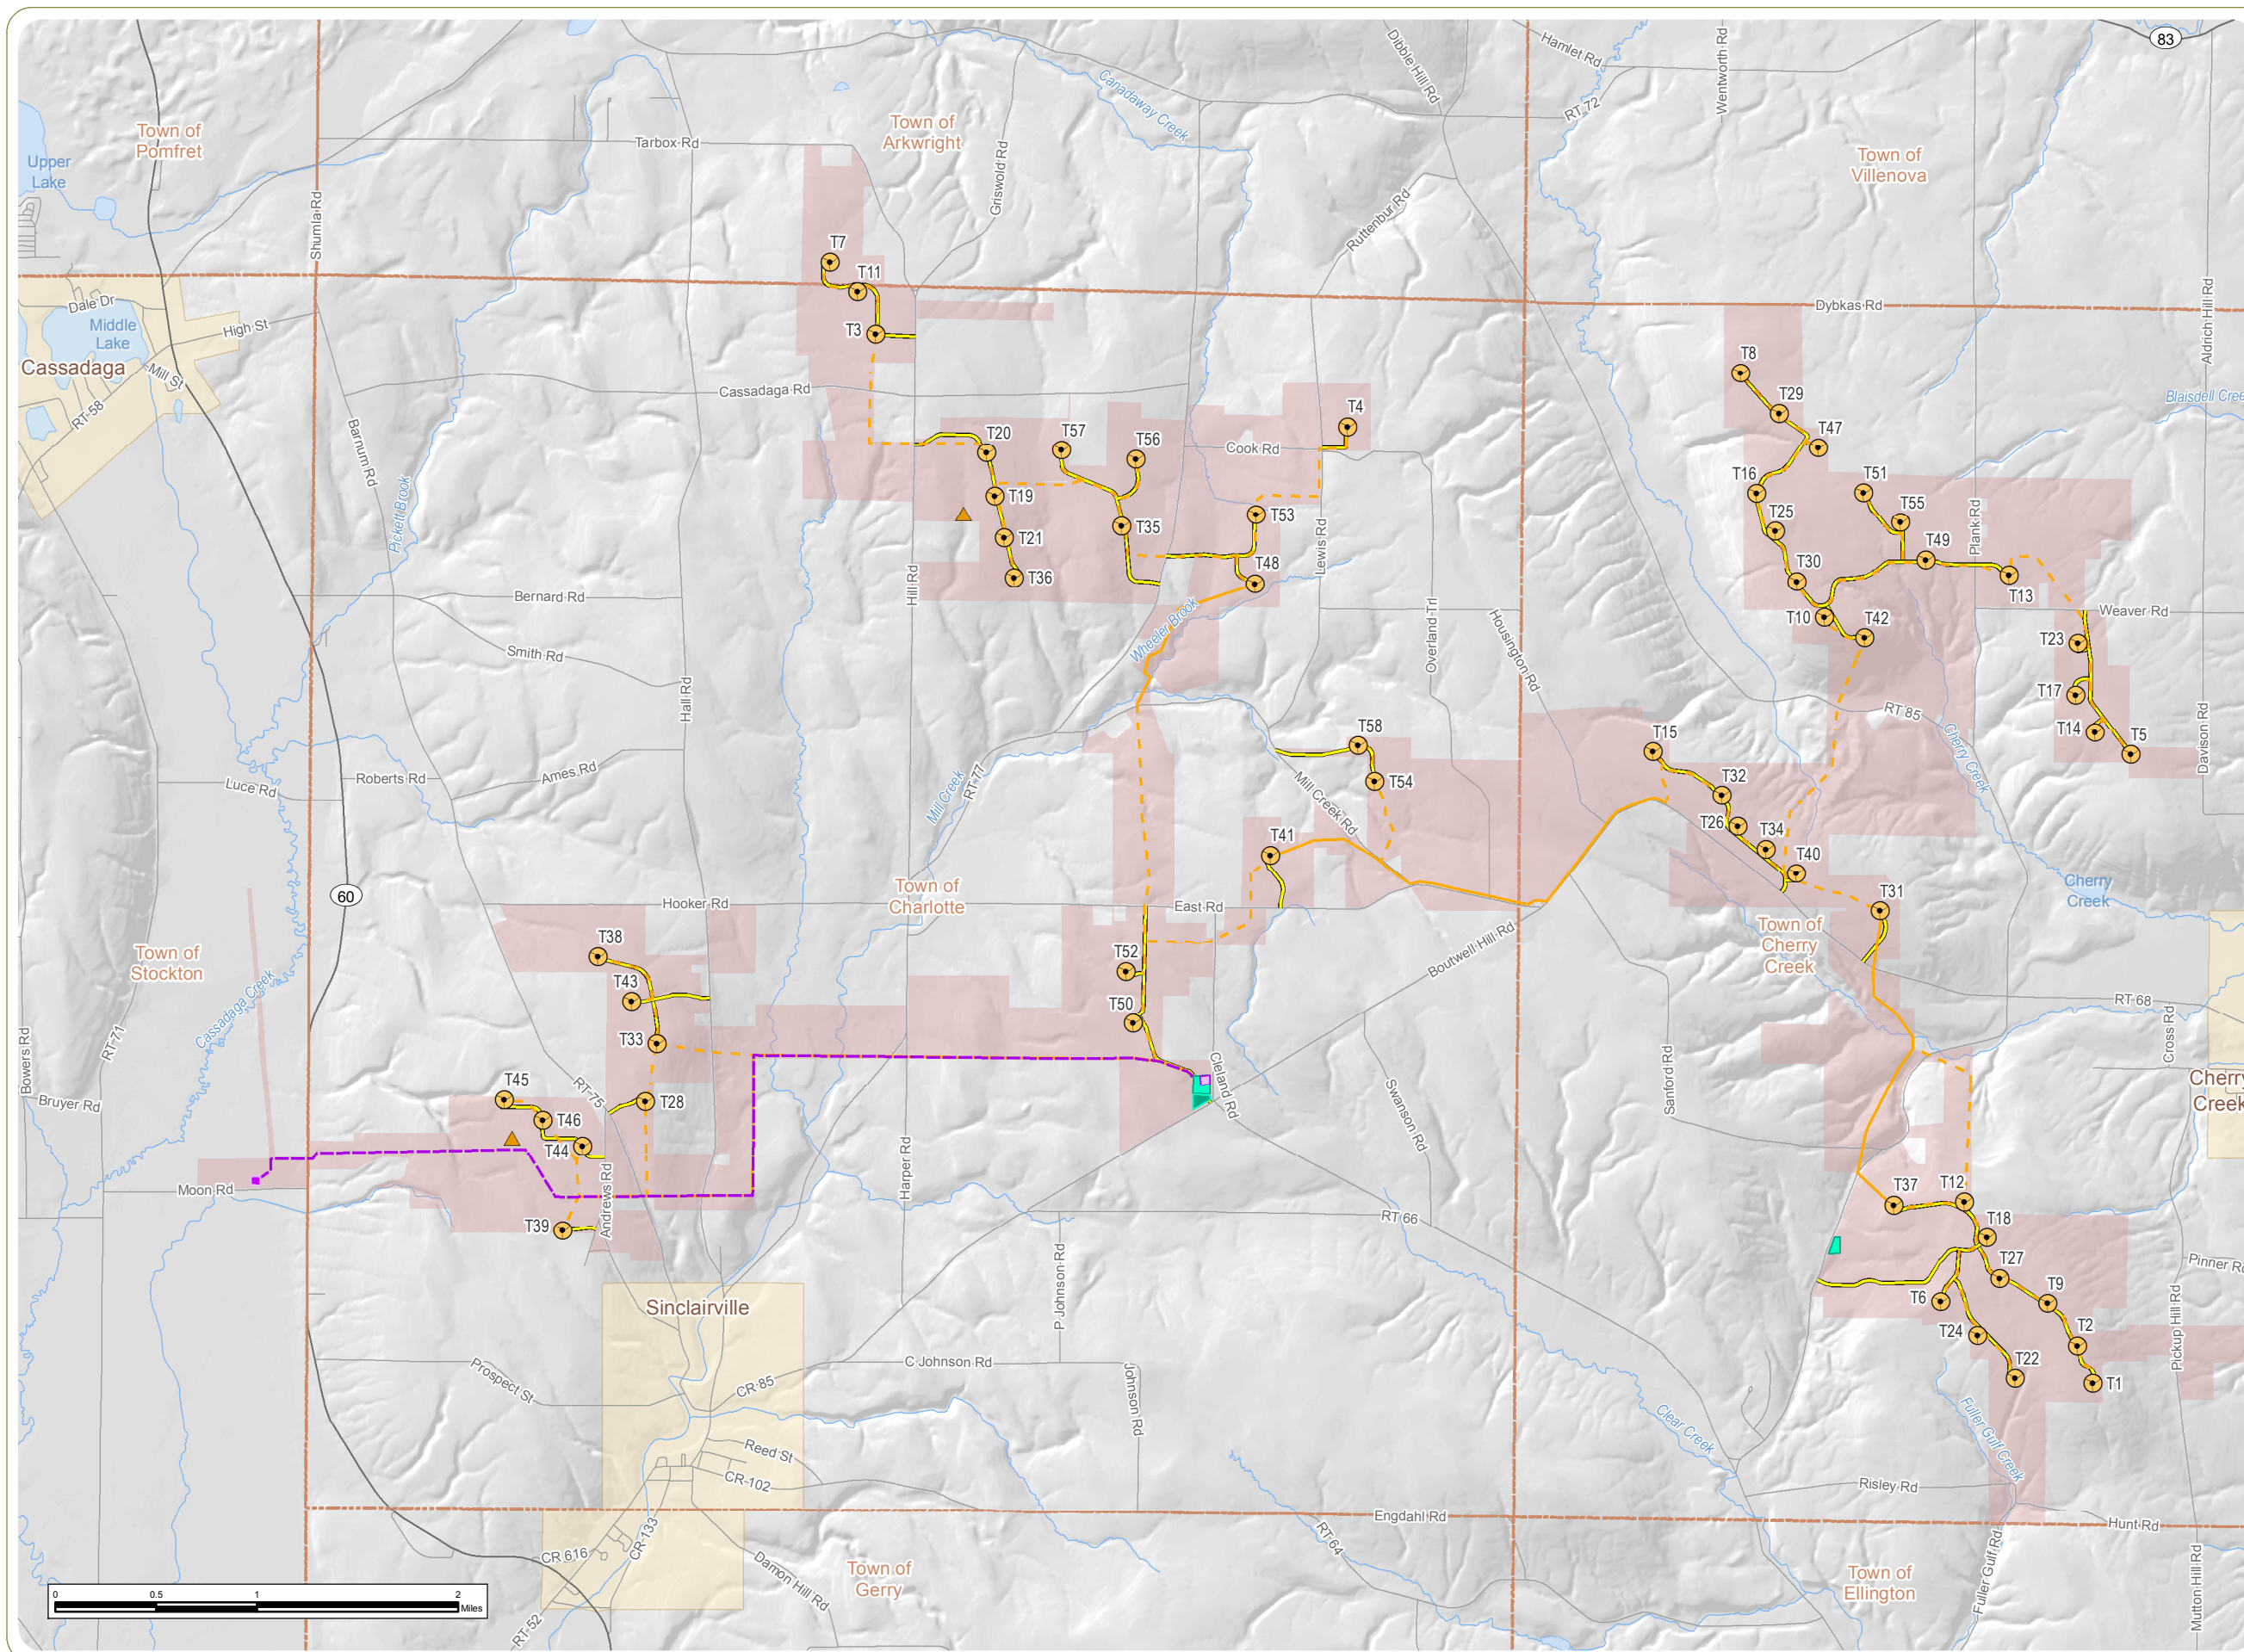 83
Hamlet Rd
Dibble Hill Rd
Wentworth Rd
RT 72
Canadaway Creek
Town of
Pomfret
Town of
Arkwright
Tarbox Rd
Upper
Lake
Town of
Villenova
Griswold Rd
Shumla Rd
Ruttenbur Rd
T7
T11
T3
Dale Dr
Middle
Lake
High St
Mill St
Cassadaga
RT 58
Dybkas Rd
Aldrich Hill Rd
T8
T29
T47
Blaisdell Cree
Cassadaga Rd
Barnum Rd
T4
T20
T57
T56
Cook Rd
T16
T51
T55
T19
T53
T35
T25
T49
Plank Rd
Pickett Brook
T21
T36
T48
Lewis Rd
T30
T13
Hill Rd
Bernard Rd
T10
T42
Weaver Rd
Wheeler Brook
Overland Trl
Housington Rd
T23
Smith Rd
Hall Rd
T17
RT 85
T14
T5
Davison Rd
Cherry Creek
T58
T15
T54
T32
Luce Rd
Roberts Rd
Ames Rd
Mill Creek
RT 77
Mill Creek Rd
T26
T34
T41
T40
60
Town of
Charlotte
Hooker Rd
East Rd
T31
Cherry
Creek
Town of
Cherry
Creek
Town of
Stockton
T38
T52
Boutwell Hill Rd
T43
T50
RT 68
Cassadaga Creek
T33
Bowers Rd
RT 71
Cross Rd
Cleland Rd
Sanford Rd
Swanson Rd
T45
RT 75
T28
T46
T44
Bruyer Rd
Cherry
Creek
Moon Rd
Harper Rd
T39
Andrews Rd
RT 66
T37
T12
T18
T27
T9
Pinner Rd
P Johnson Rd
Sinclairville
T6
T24
T2
T22
T1
Pickup Hill Rd
C Johnson Rd
Prospect St
CR 85
Johnson Rd
Reed St
CR 102
Clear Creek
Fuller Gulf Creek
Risley Rd
Engdahl Rd
Hunt Rd
CR 133
CR 616
RT 64
Damon Hill Rd
Town of
Gerry
Town of
Ellington
Fuller Gulf Rd
Mutton Hill Rd
RT 52
0 0.5 1 2
Miles